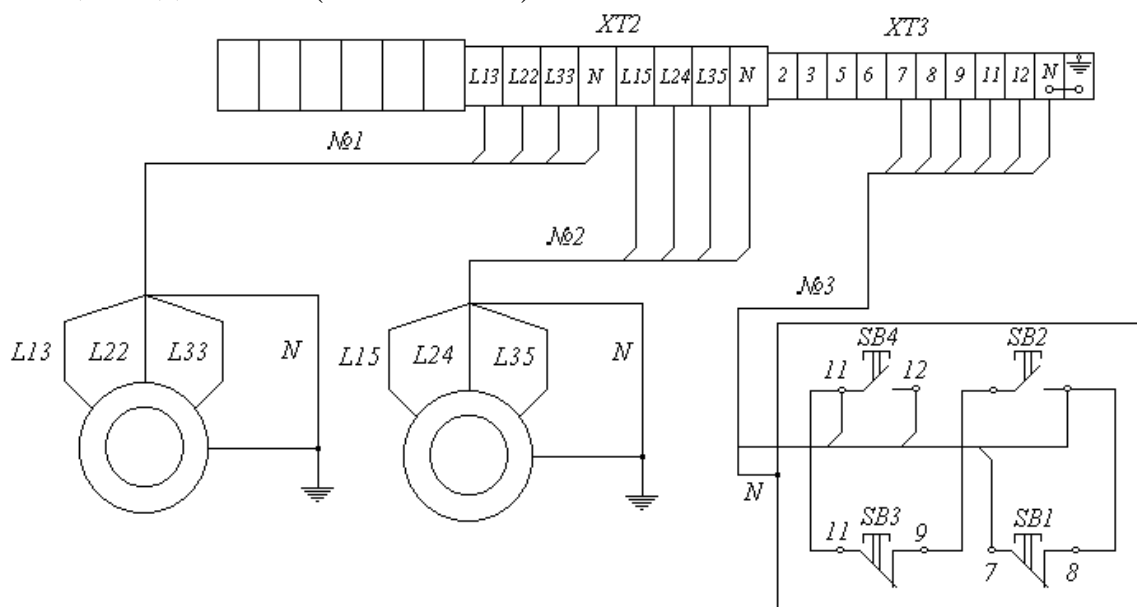 XT2 XT3
L13 L22 L33 N L15 L24 L35 N 2 3 5 6 7 8 9 11 12 N
№1
№2
№3
L13 L22 L33 N L15 L24 L35 N
SB4 SB2
11 12
N
SB3 SB1
11 9 7 8